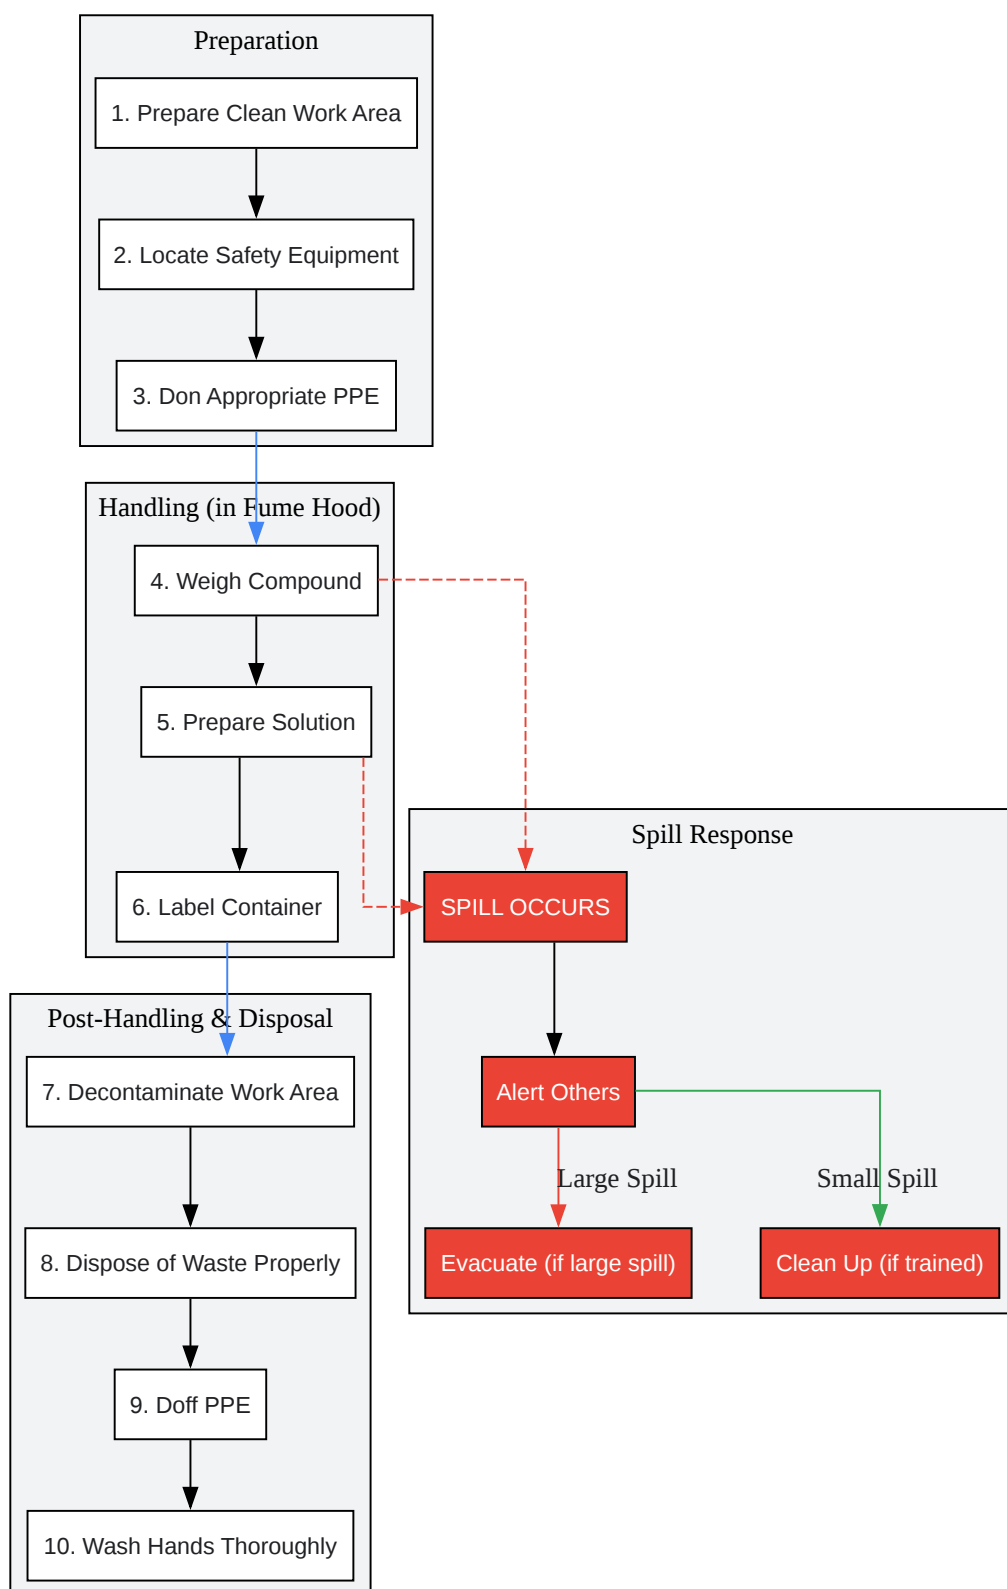 Preparation
1. Prepare Clean Work Area
2. Locate Safety Equipment
3. Don Appropriate PPE
Handling (in Fume Hood)
4. Weigh Compound
5. Prepare Solution
6. Label Container
Spill Response
SPILL OCCURS
Alert Others
Large Spill
Small Spill
Evacuate (if large spill)
Clean Up (if trained)
Post-Handling & Disposal
7. Decontaminate Work Area
8. Dispose of Waste Properly
9. Doff PPE
10. Wash Hands Thoroughly